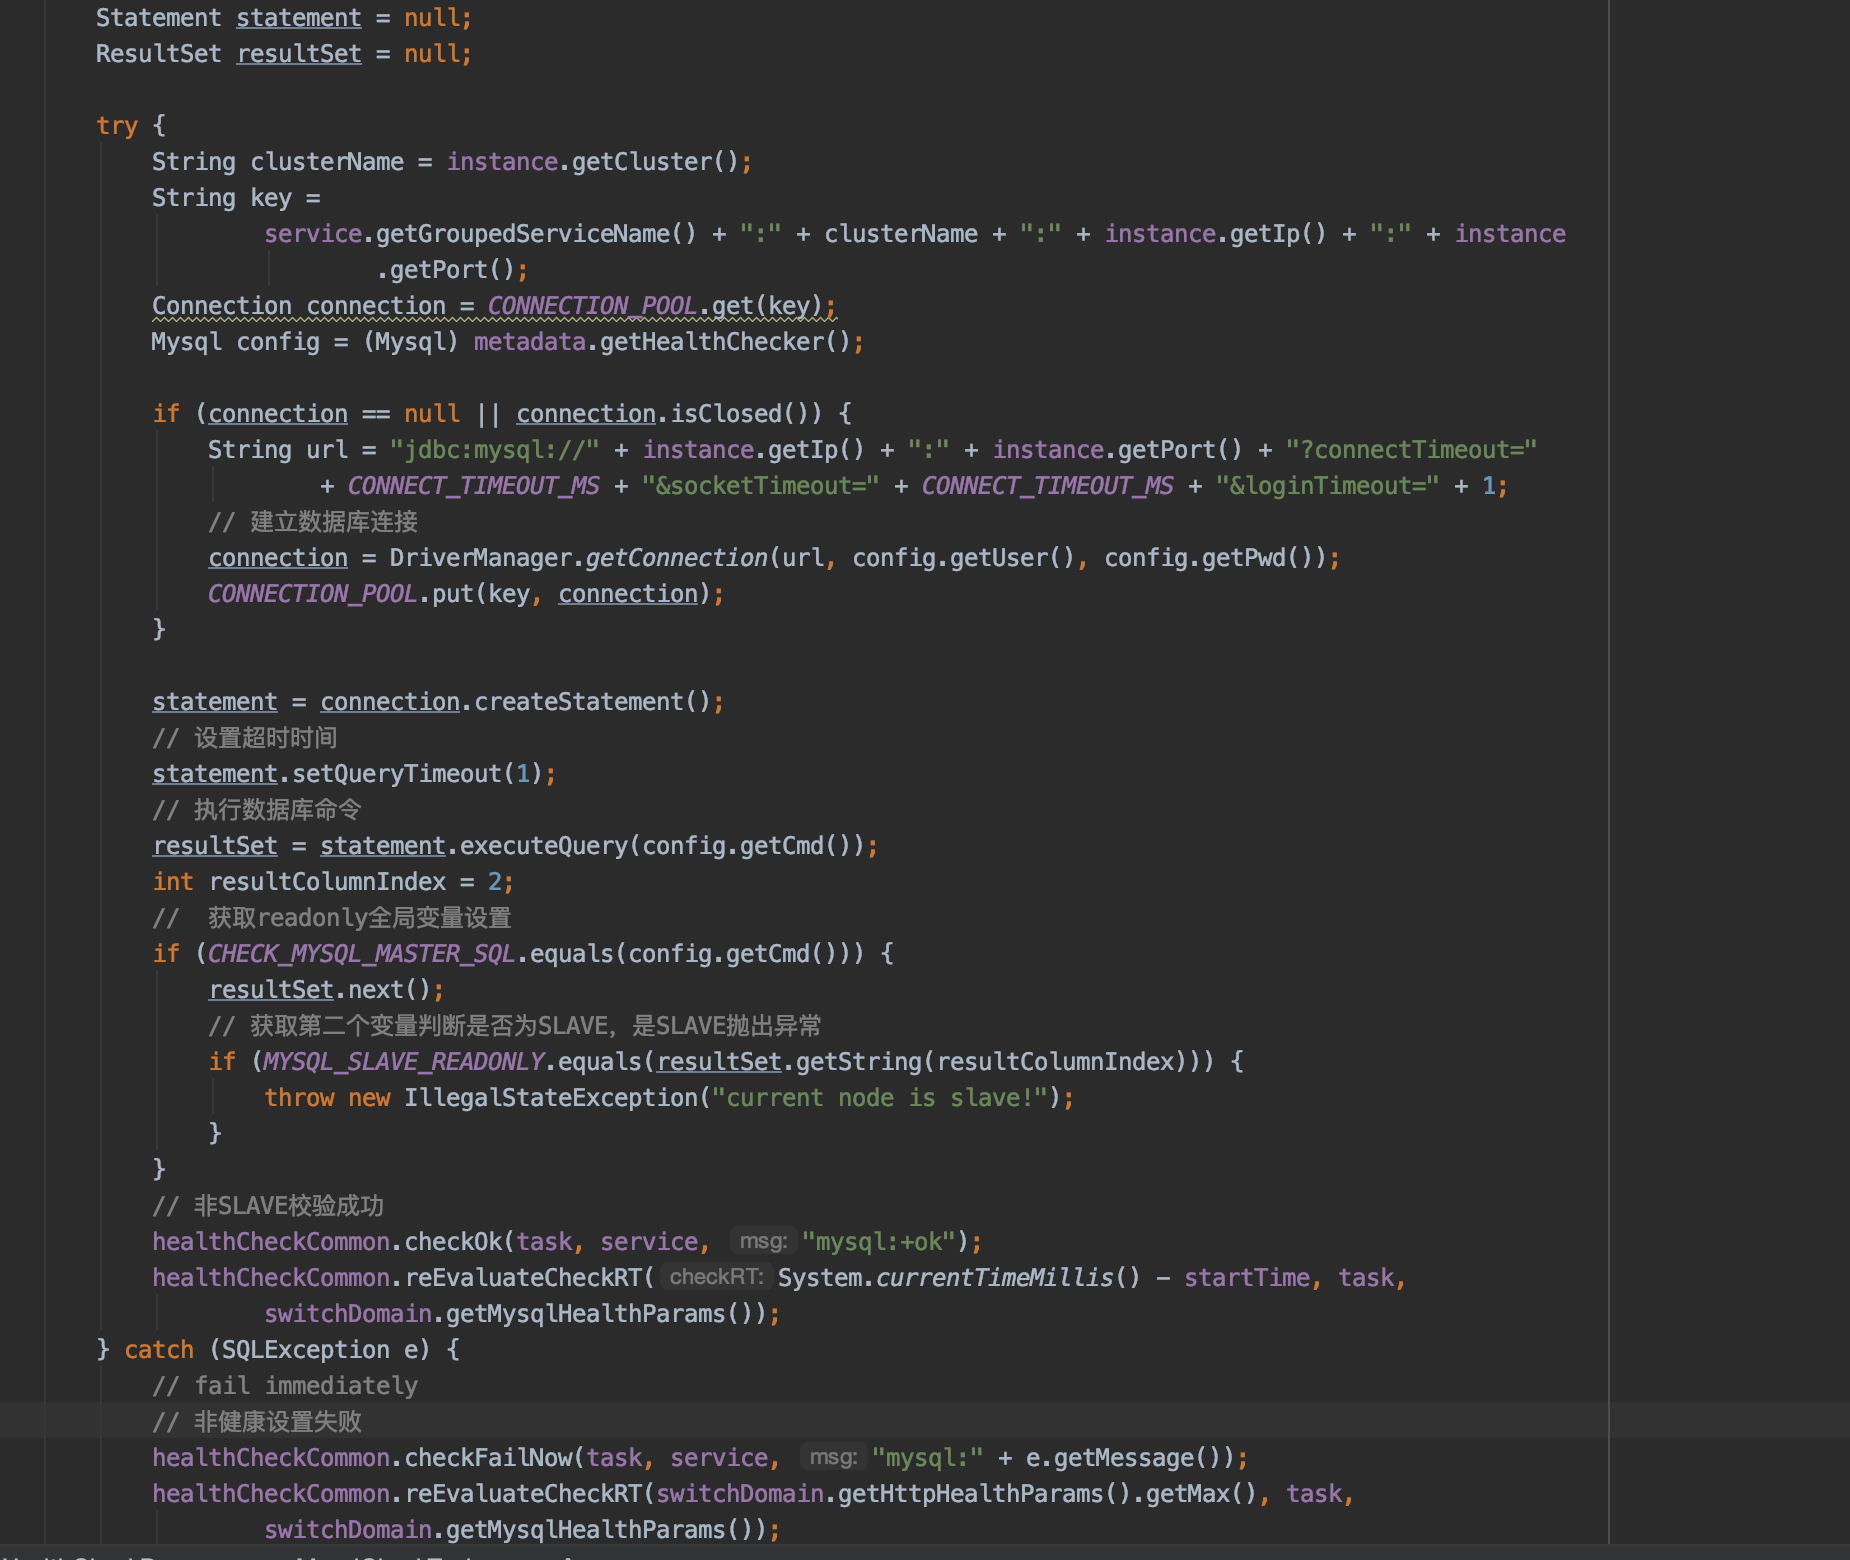 Statement statement = null;
ResultSet resultSet = null;
try {
String clusterName = instance.getCluster();
String key =
service.getGroupedServiceName() + ":" + clusterName + ":" + instance.getIp() + ":" + instance
.getPort();
Connection connection = CONNECTION_POOL.get(key);
Mysql config = (Mysql) metadata.getHealthChecker();
if (connection == null || connection.isClosed()) {
String url = "jdbc:mysql://" + instance.getIp() + ":" + instance.getPort() + "?connectTimeout="
+ CONNECT_TIMEOUT_MS + "&socketTimeout=" + CONNECT_TIMEOUT_MS + "&loginTimeout=" + 1;
// 建立数据库连接
connection = DriverManager.getConnection(url, config.getUser(), config.getPwd());
CONNECTION_POOL.put(key, connection);
}
statement = connection.createStatement();
// 设置超时时间
statement.setQueryTimeout(1);
// 执行数据库命令
resultSet = statement.executeQuery(config.getCmd());
int resultColumnIndex = 2;
//  获取readonly全局变量设置
if (CHECK_MYSQL_MASTER_SQL.equals(config.getCmd())) {
resultSet.next();
// 获取第二个变量判断是否为SLAVE，是SLAVE抛出异常
if (MYSQL_SLAVE_READONLY.equals(resultSet.getString(resultColumnIndex))) {
throw new IllegalStateException("current node is slave!");
}
}
// 非SLAVE校验成功
healthCheckCommon.checkOk(task, service, msg: "mysql:+ok");
healthCheckCommon.reEvaluateCheckRT( checkRT: System.currentTimeMillis() - startTime, task,
switchDomain.getMysqlHealthParams());
} catch (SQLException e) {
// fail immediately
// 非健康设置失败
healthCheckCommon.checkFailNow(task, service, msg: "mysql:" + e.getMessage());
healthCheckCommon.reEvaluateCheckRT(switchDomain.getHttpHealthParams().getMax(), task,
switchDomain.getMysqlHealthParams());